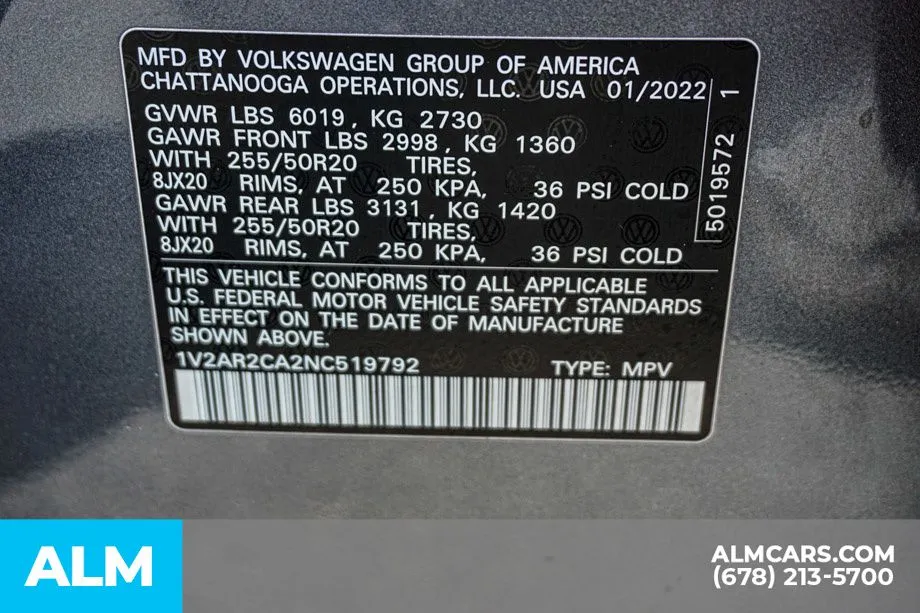 MFD BY VOLKSWAGEN GROUP OF AMERICA
CHATTANOOGA OPERATIONS, LLC. USA 01/2022
GVWR LBS 6019, KG 2730
GAWR FRONT LBS 2998, KG 1360
WITH 255/50R20 TIRES,
8JX20 RIMS, AT 250 KPA, 36 PSI COLD
GAWR REAR LBS 3131, KG 1420
WITH 255/50R20 TIRES,
8JX20 RIMS, AT 250 KPA, 36 PSI COLD
5019572 1
THIS VEHICLE CONFORMS TO ALL APPLICABLE
U.S. FEDERAL MOTOR VEHICLE SAFETY STANDARDS
IN EFFECT ON THE DATE OF MANUFACTURE
SHOWN ABOVE.
1V2AR2CA2NC519792 TYPE: MPV
ALM
ALMCARS.COM
(678) 213-5700